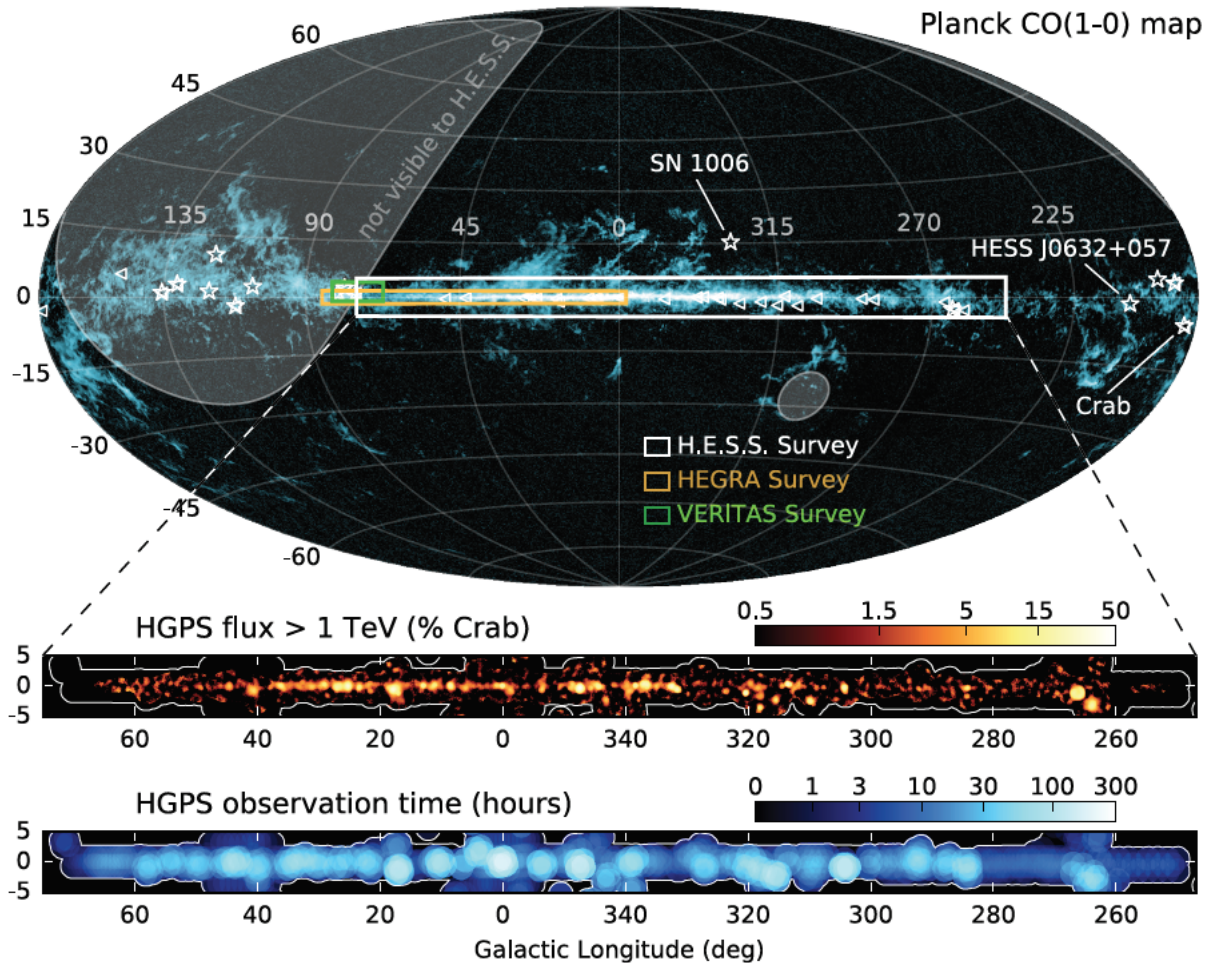 Planck CO(1-0) map
60
45
30
15
0
-15
-30
-45
-60
not visible to H.E.S.S.
135
90
45
0
315
270
225
SN 1006
HESS J0632+057
Crab
H.E.S.S. Survey
HEGRA Survey
VERITAS Survey
HGPS flux > 1 TeV (% Crab)
0.5 1.5 5 15 50
5
0
-5
60 40 20 0 340 320 300 280 260
HGPS observation time (hours)
0 1 3 10 30 100 300
5
0
-5
60 40 20 0 340 320 300 280 260
Galactic Longitude (deg)